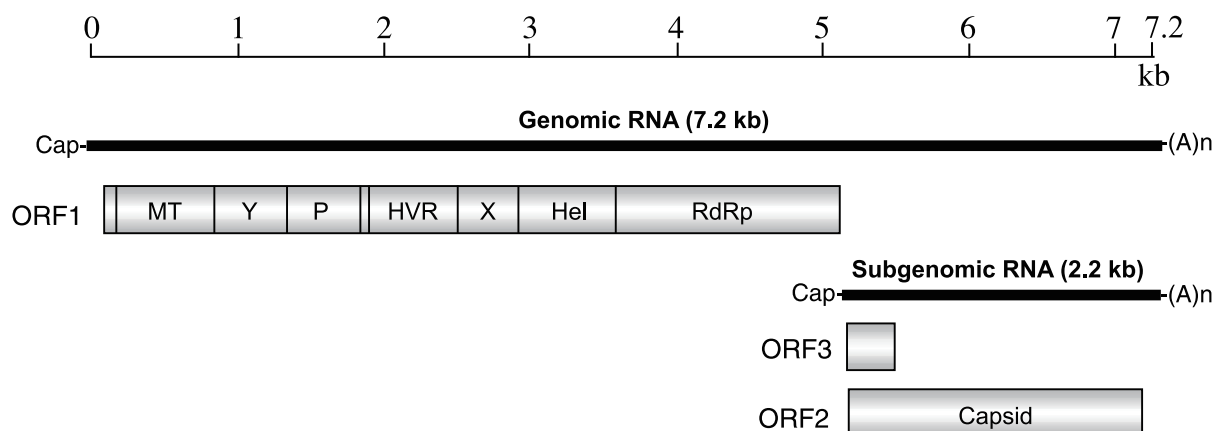 0 1 2 3 4 5 6 7 7.2
kb
Genomic RNA (7.2 kb)
Cap (A)n
ORF1 MT Y P HVR X Hel RdRp
Subgenomic RNA (2.2 kb)
Cap (A)n
ORF3
ORF2 Capsid